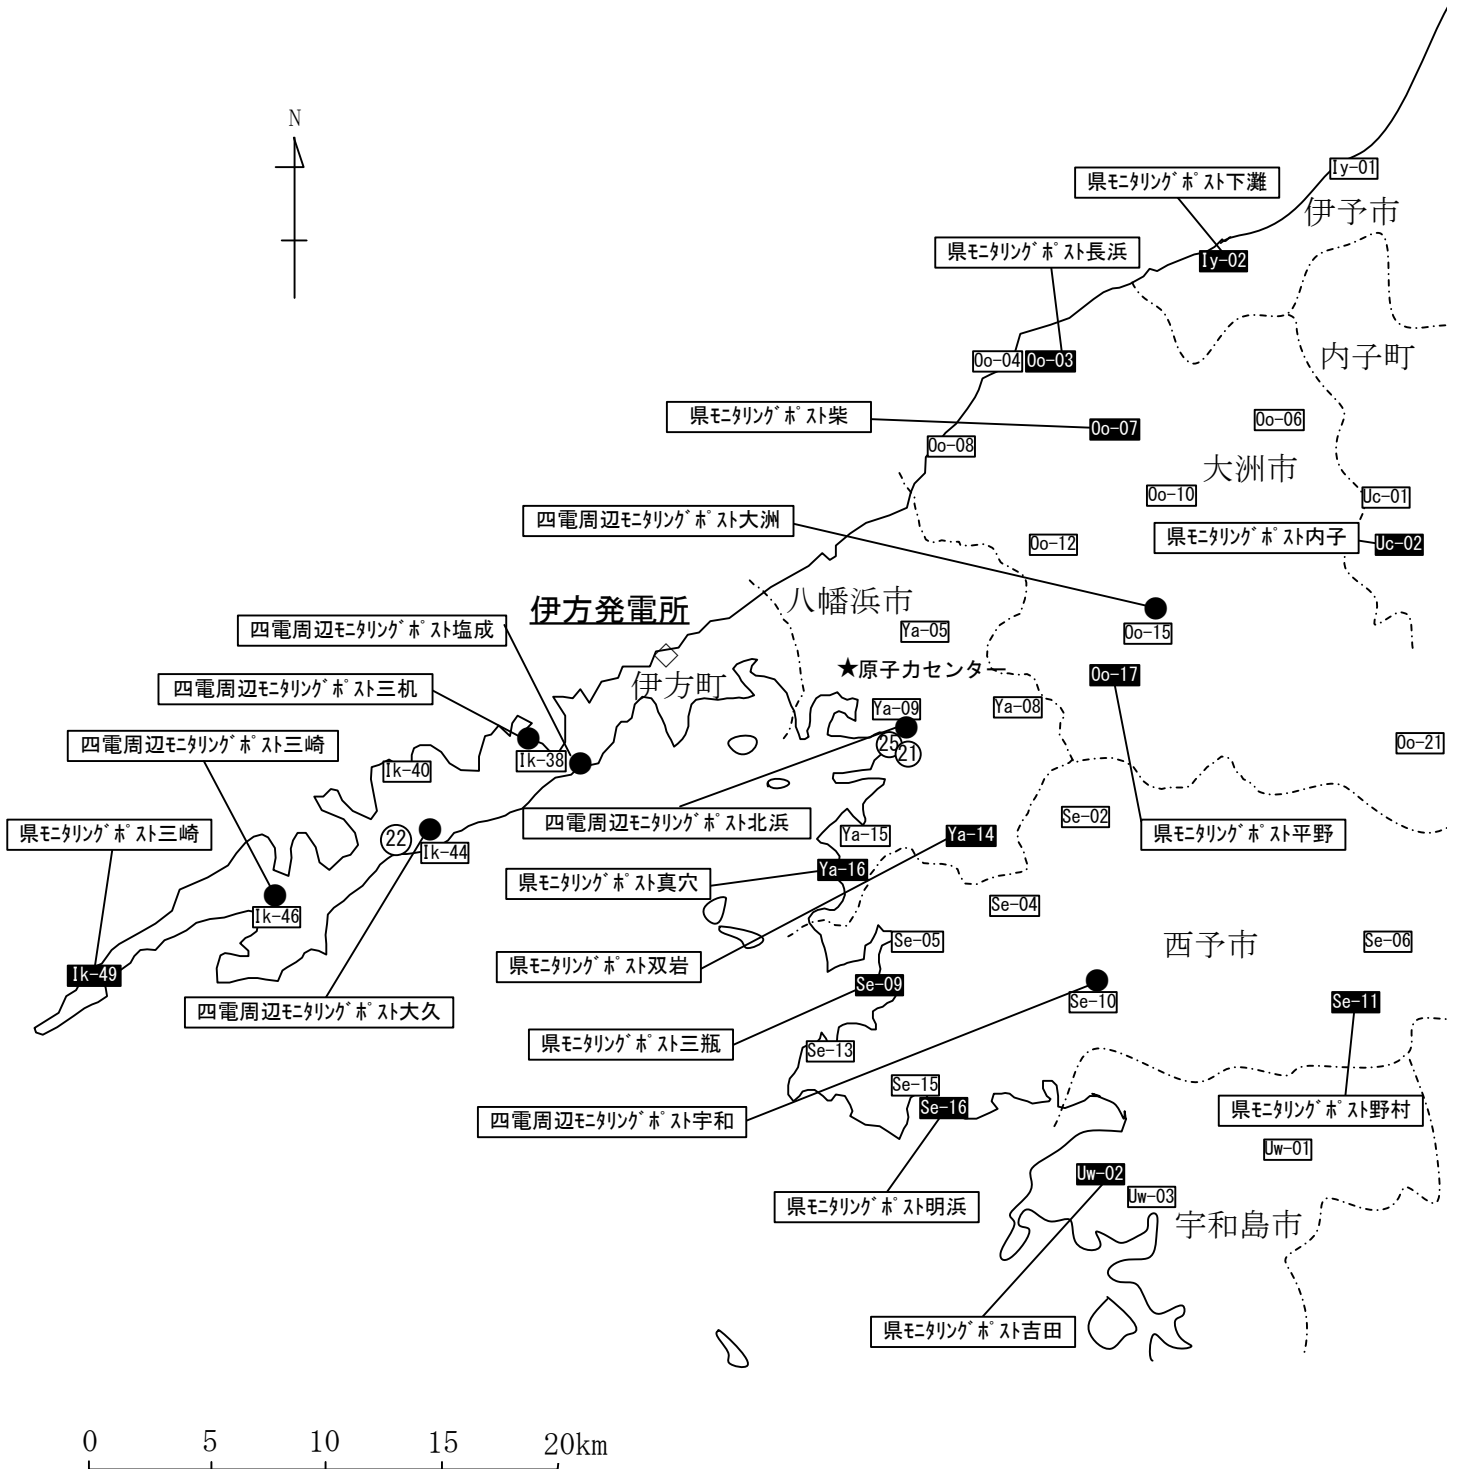 N
Iy-01
県ﾓﾆﾀﾘﾝｸﾞﾎﾟｽﾄ下灘
伊予市
県ﾓﾆﾀﾘﾝｸﾞﾎﾟｽﾄ長浜
Iy-02
内子町
Oo-04
Oo-03
県ﾓﾆﾀﾘﾝｸﾞﾎﾟｽﾄ柴
Oo-07
Oo-06
Oo-08
大洲市
Oo-10
Uc-01
四電周辺ﾓﾆﾀﾘﾝｸﾞﾎﾟｽﾄ大洲
県ﾓﾆﾀﾘﾝｸﾞﾎﾟｽﾄ内子
Uc-02
Oo-12
伊方発電所
八幡浜市
四電周辺ﾓﾆﾀﾘﾝｸﾞﾎﾟｽﾄ塩成
Ya-05
Oo-15
★原子力センター
伊方町
四電周辺ﾓﾆﾀﾘﾝｸﾞﾎﾟｽﾄ三机
Oo-17
Ya-09
Ya-08
四電周辺ﾓﾆﾀﾘﾝｸﾞﾎﾟｽﾄ三崎
25
21
Oo-21
Ik-38
Ik-40
四電周辺ﾓﾆﾀﾘﾝｸﾞﾎﾟｽﾄ北浜
Se-02
県ﾓﾆﾀﾘﾝｸﾞﾎﾟｽﾄ三崎
22
Ik-44
Ya-15
Ya-14
県ﾓﾆﾀﾘﾝｸﾞﾎﾟｽﾄ平野
県ﾓﾆﾀﾘﾝｸﾞﾎﾟｽﾄ真穴
Ya-16
Ik-46
Se-04
Se-05
西予市
Se-06
県ﾓﾆﾀﾘﾝｸﾞﾎﾟｽﾄ双岩
Ik-49
Se-09
Se-10
Se-11
四電周辺ﾓﾆﾀﾘﾝｸﾞﾎﾟｽﾄ大久
県ﾓﾆﾀﾘﾝｸﾞﾎﾟｽﾄ三瓶
Se-13
Se-15
Se-16
四電周辺ﾓﾆﾀﾘﾝｸﾞﾎﾟｽﾄ宇和
県ﾓﾆﾀﾘﾝｸﾞﾎﾟｽﾄ野村
Uw-01
Uw-02
Uw-03
県ﾓﾆﾀﾘﾝｸﾞﾎﾟｽﾄ明浜
宇和島市
県ﾓﾆﾀﾘﾝｸﾞﾎﾟｽﾄ吉田
0 5 10 15 20km